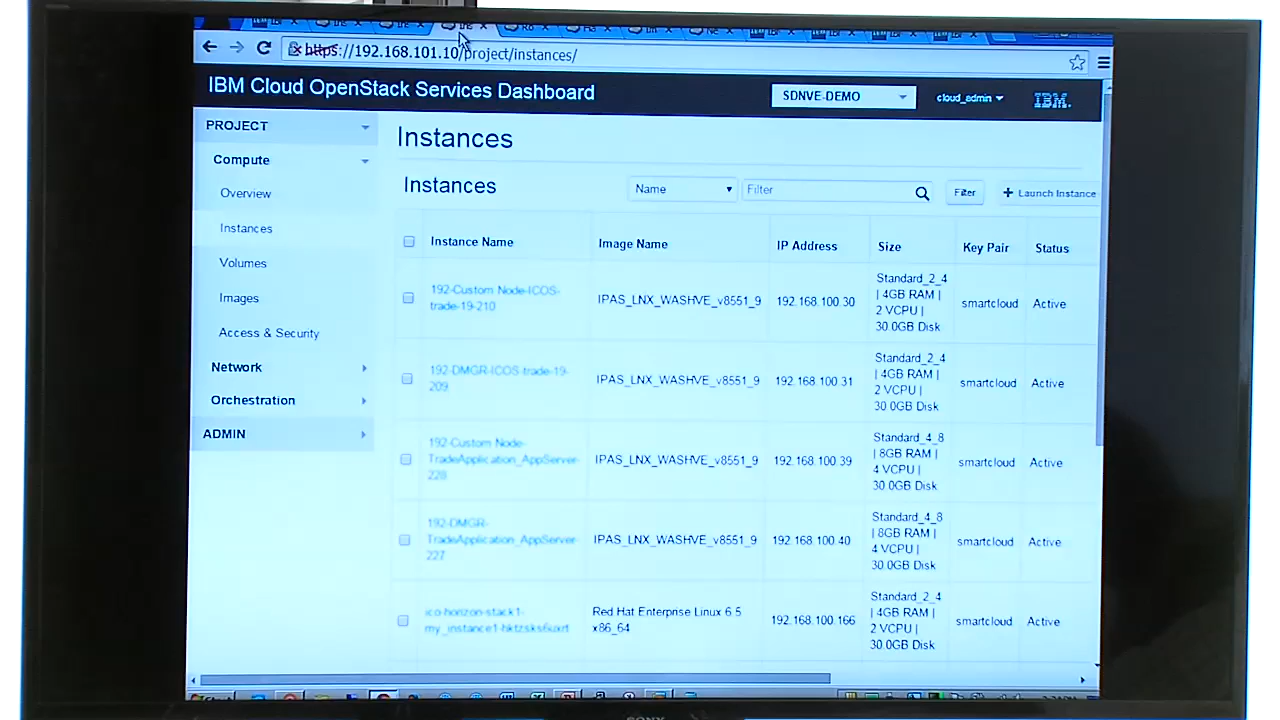 https://192.168.101.10/project/instances/
IBM Cloud OpenStack Services Dashboard
SDNVE-DEMO
cloud_admin
IBM.
PROJECT
Compute
Overview
Instances
Volumes
Images
Access & Security
Network
Orchestration
ADMIN
Instances
Instances
Name
Filter
Filter
+ Launch Instance
Instance Name Image Name IP Address Size Key Pair Status
192-Custom Node-ICOS-
trade-19-210
IPAS_LNX_WASHVE_v8551_9
192.168.100.30
Standard_2_4
| 4GB RAM |
2 VCPU |
30.0GB Disk
smartcloud
Active
192-DMGR-ICOS-trade-19-
209
IPAS_LNX_WASHVE_v8551_9
192.168.100.31
Standard_2_4
| 4GB RAM |
2 VCPU |
30.0GB Disk
smartcloud
Active
192-Custom Node-
TradeApplication_AppServer-
228
IPAS_LNX_WASHVE_v8551_9
192.168.100.39
Standard_4_8
| 8GB RAM |
4 VCPU |
30.0GB Disk
smartcloud
Active
192-DMGR-
TradeApplication_AppServer-
227
IPAS_LNX_WASHVE_v8551_9
192.168.100.40
Standard_4_8
| 8GB RAM |
4 VCPU |
30.0GB Disk
smartcloud
Active
ico-horizon-stack1-
Red Hat Enterprise Linux 6.5
x86_64
192.168.100.166
Standard_2_4
| 4GB RAM |
2 VCPU |
30.0GB Disk
smartcloud
Active
SONY